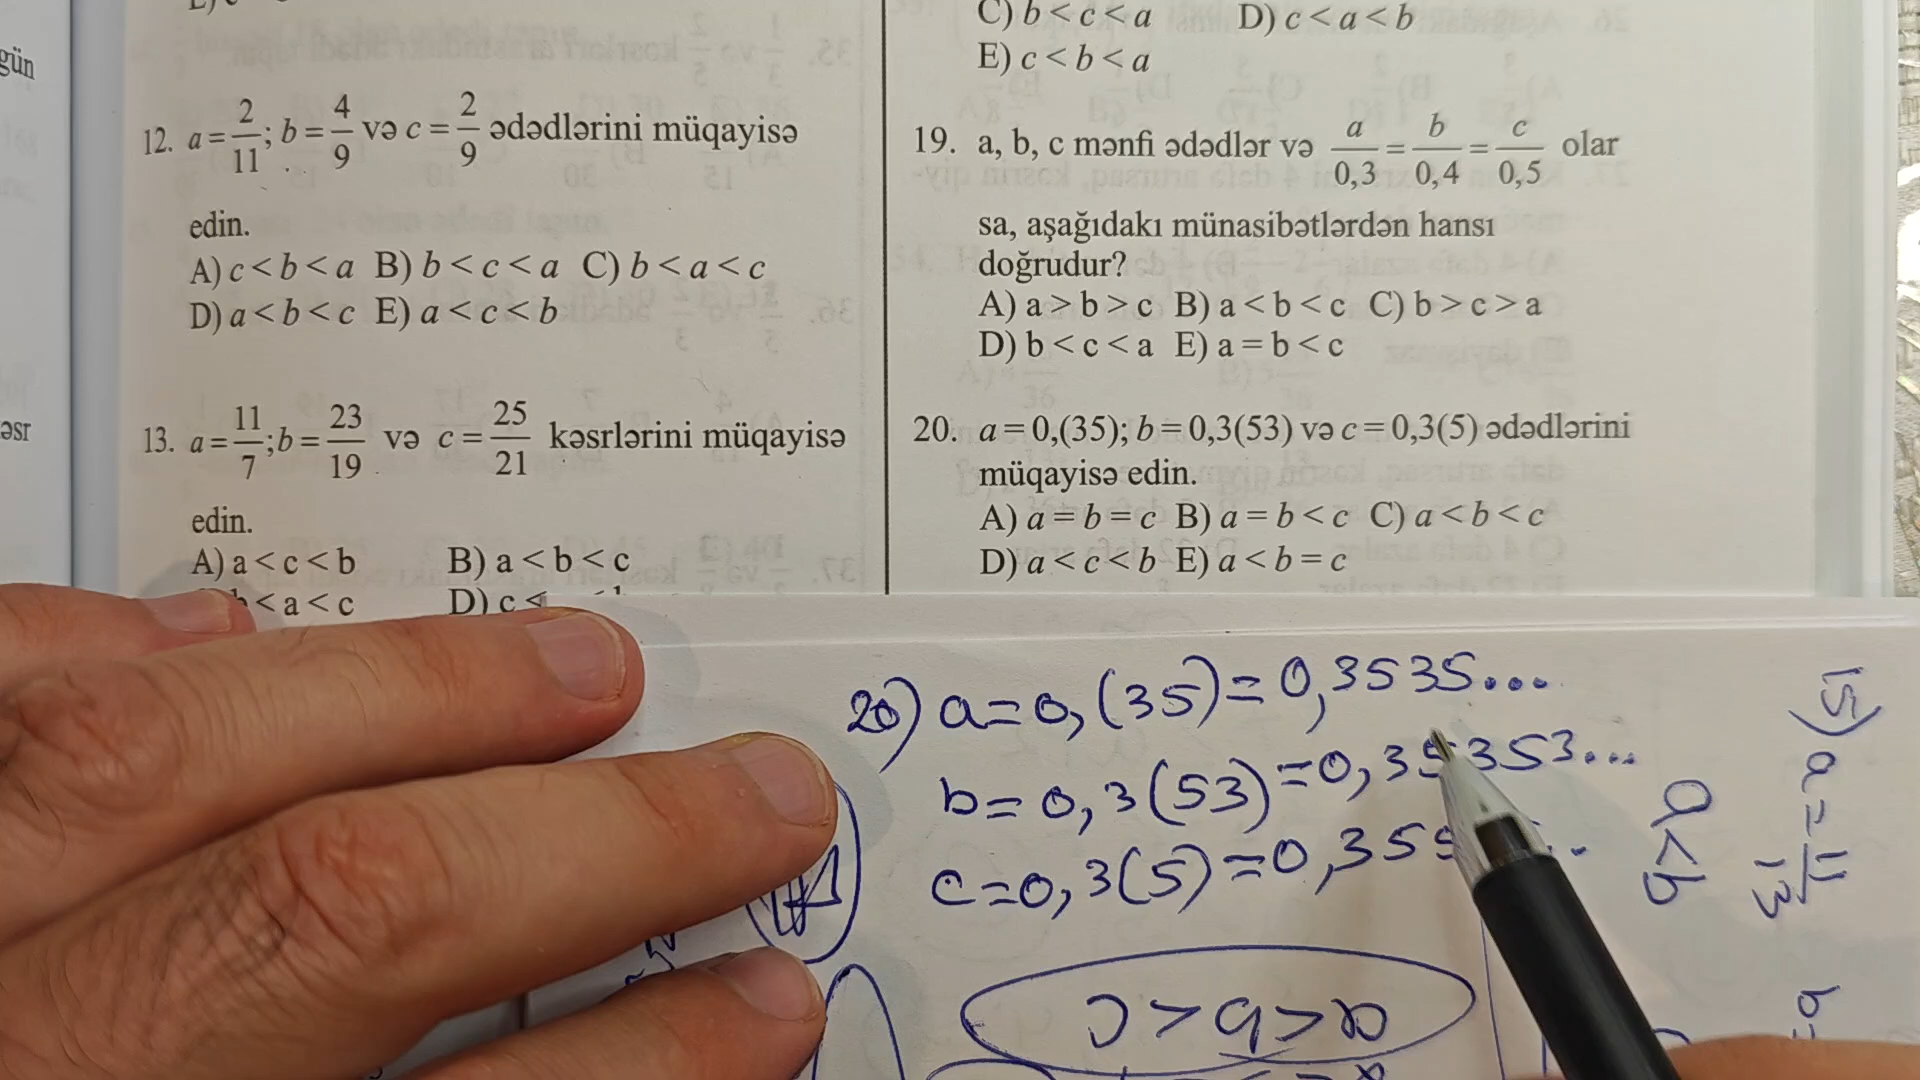 gün
əsr
12. a = 2/11; b = 4/9 və c = 2/9 ədədlərini müqayisə
edin.
A) c < b < a B) b < c < a C) b < a < c
D) a < b < c E) a < c < b
13. a = 11/7; b = 23/19 və c = 25/21 kəsrlərini müqayisə
edin.
A) a < c < b B) a < b < c
b < a < c D) c <
C) b < c < a D) c < a < b
E) c < b < a
19. a, b, c mənfi ədədlər və a/0,3 = b/0,4 = c/0,5 olar
sa, aşağıdakı münasibətlərdən hansı
doğrudur?
A) a > b > c B) a < b < c C) b > c > a
D) b < c < a E) a = b < c
20. a = 0,(35); b = 0,3(53) və c = 0,3(5) ədədlərini
müqayisə edin.
A) a = b = c B) a = b < c C) a < b < c
D) a < c < b E) a < b = c
20) a = 0,(35) = 0,3535...
b = 0,3(53) = 0,35353...
c = 0,3(5) = 0,355
a < b
15) a = 11/13